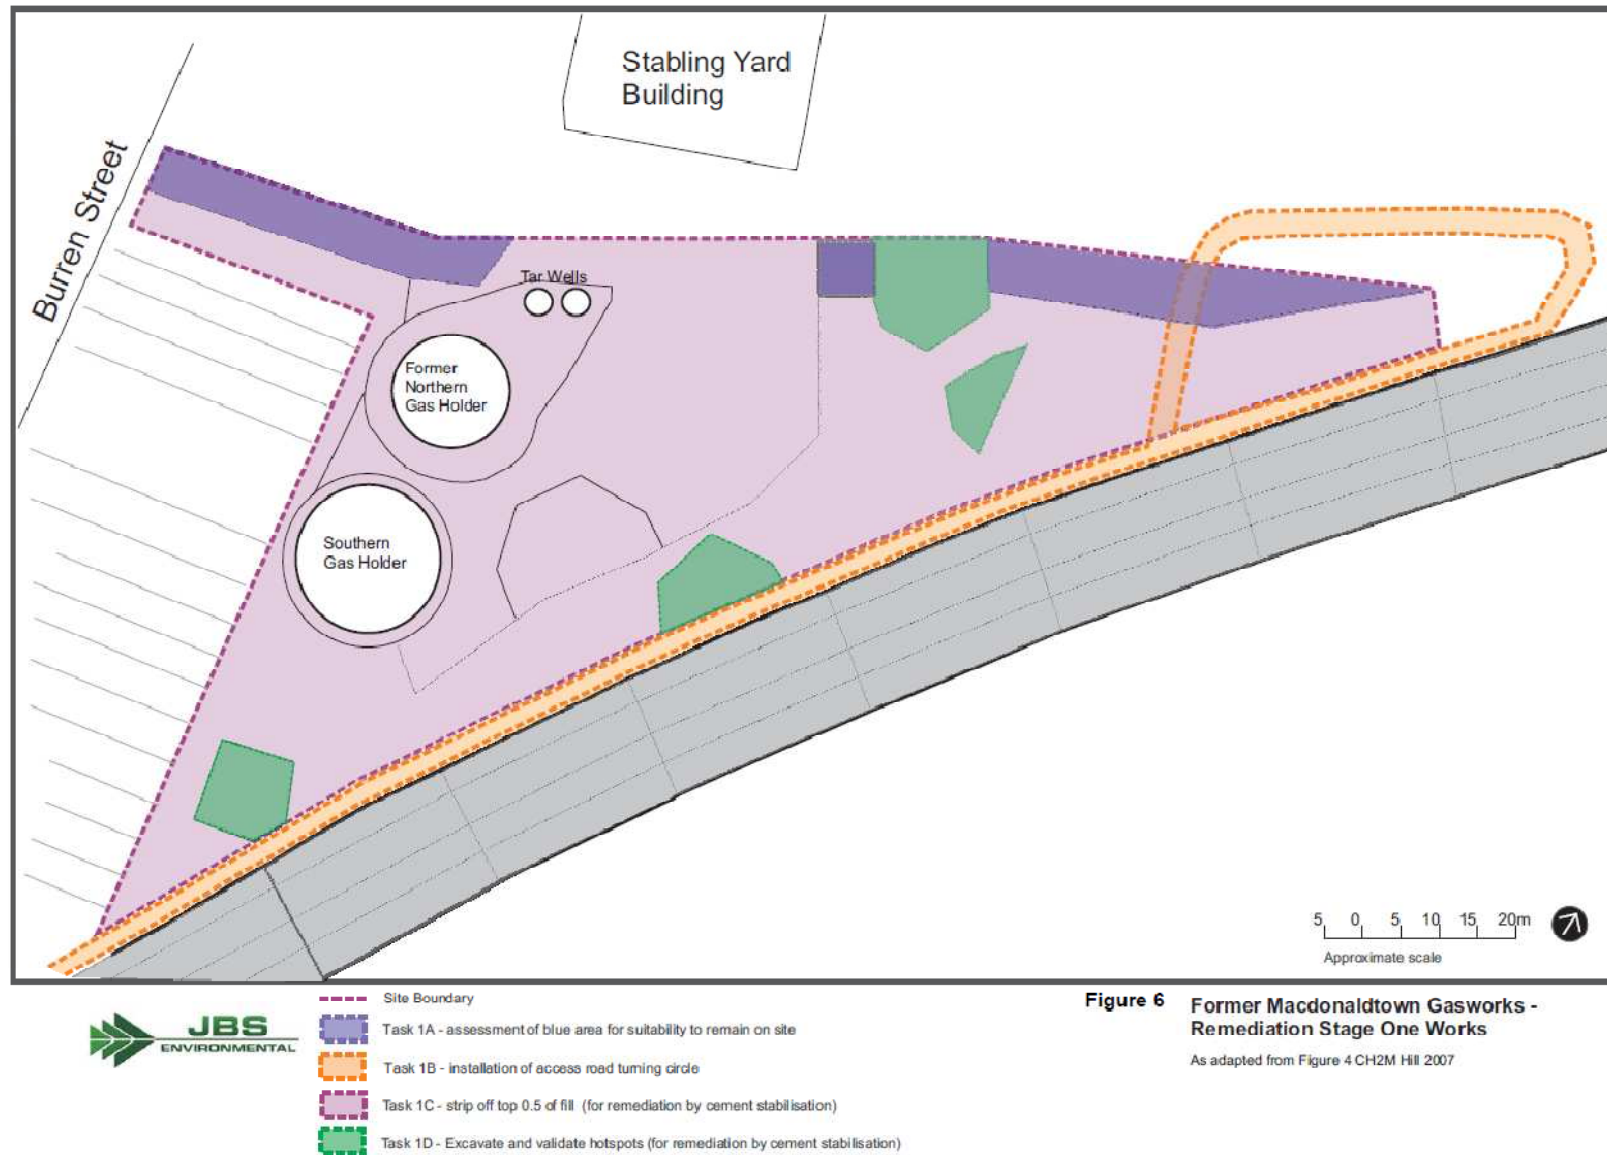 Stabling Yard
Building
Burren Street
Tar Wells
Former
Northern
Gas Holder
Southern
Gas Holder
5 0 5 10 15 20m
Approximate scale
JBS
ENVIRONMENTAL
Site Boundary
Task 1A - assessment of blue area for suitability to remain on site
Task 1B - installation of access road turning circle
Task 1C - strip off top 0.5 of fill (for remediation by cement stabilisation)
Task 1D - Excavate and validate hotspots (for remediation by cement stabilisation)
Figure 6
Former Macdonaldtown Gasworks -
Remediation Stage One Works
As adapted from Figure 4 CH2M Hill 2007